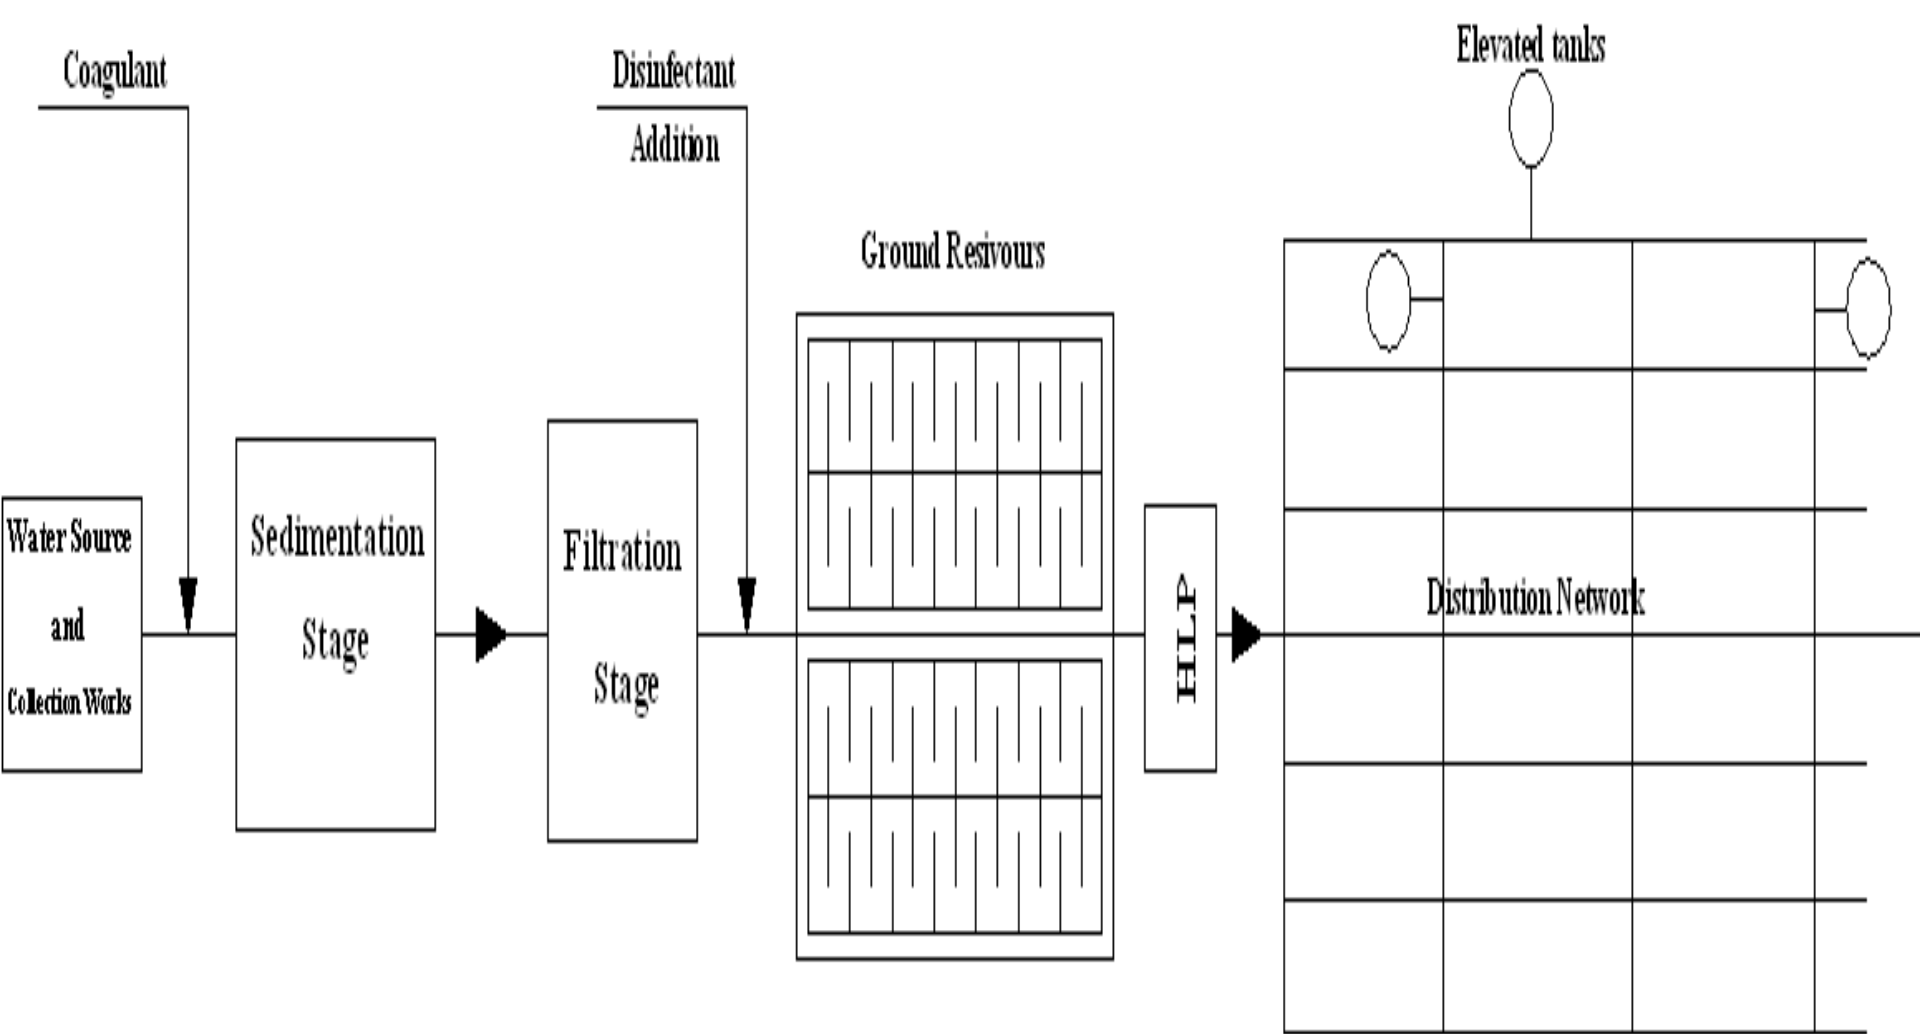 Coagulant
Disinfectant
Addition
Elevated tanks
Ground Resivours
Water Source
and
Collection Works
Sedimentation
Stage
Filtration
Stage
HLP
Distribution Network